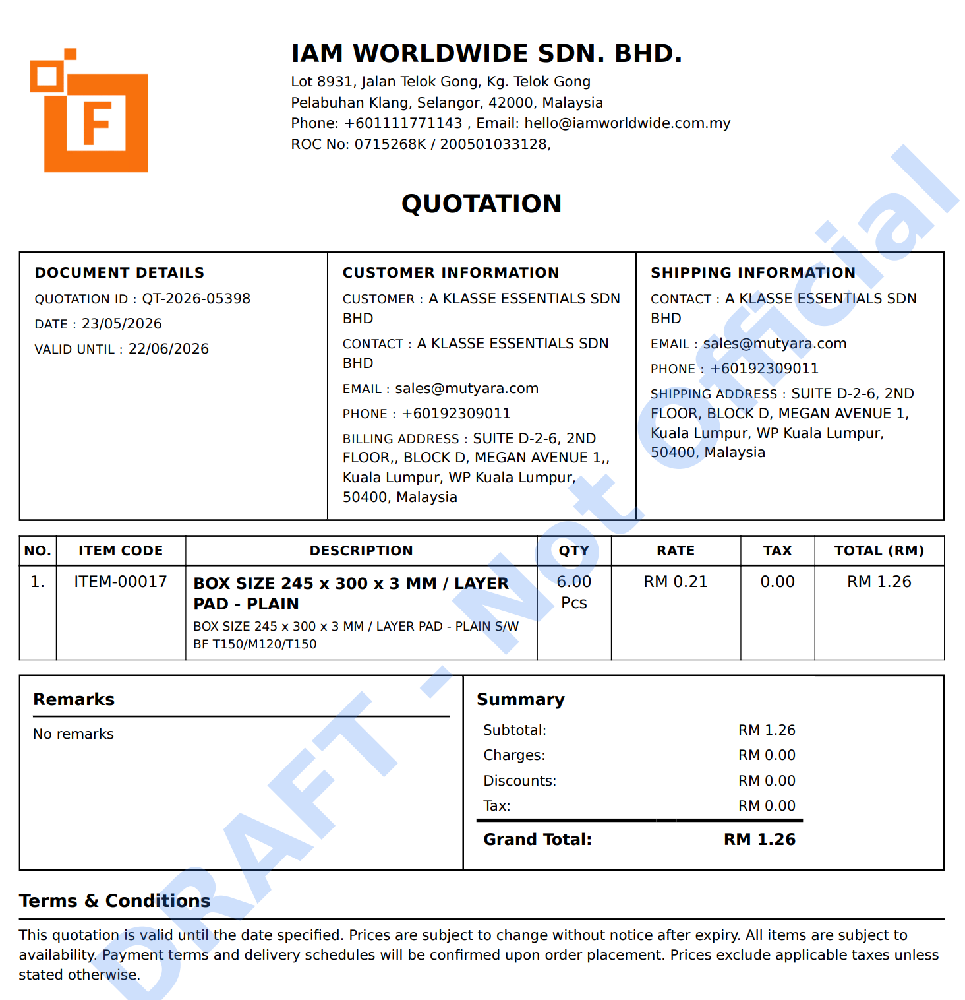 F
IAM WORLDWIDE SDN. BHD.
Lot 8931, Jalan Telok Gong, Kg. Telok Gong
Pelabuhan Klang, Selangor, 42000, Malaysia
Phone: +601111771143 , Email: hello@iamworldwide.com.my
ROC No: 0715268K / 200501033128,
QUOTATION
DOCUMENT DETAILS
QUOTATION ID : QT-2026-05398
DATE : 23/05/2026
VALID UNTIL : 22/06/2026
CUSTOMER INFORMATION
CUSTOMER : A KLASSE ESSENTIALS SDN
BHD
CONTACT : A KLASSE ESSENTIALS SDN
BHD
EMAIL : sales@mutyara.com
PHONE : +60192309011
BILLING ADDRESS : SUITE D-2-6, 2ND
FLOOR,, BLOCK D, MEGAN AVENUE 1,,
Kuala Lumpur, WP Kuala Lumpur,
50400, Malaysia
SHIPPING INFORMATION
CONTACT : A KLASSE ESSENTIALS SDN
BHD
EMAIL : sales@mutyara.com
PHONE : +60192309011
SHIPPING ADDRESS : SUITE D-2-6, 2ND
FLOOR, BLOCK D, MEGAN AVENUE 1,
Kuala Lumpur, WP Kuala Lumpur,
50400, Malaysia
NO. ITEM CODE DESCRIPTION QTY RATE TAX TOTAL (RM)
1. ITEM-00017 BOX SIZE 245 x 300 x 3 MM / LAYER 6.00 RM 0.21 0.00 RM 1.26
PAD - PLAIN Pcs
BOX SIZE 245 x 300 x 3 MM / LAYER PAD - PLAIN S/W
BF T150/M120/T150
Remarks
No remarks
Summary
Subtotal: RM 1.26
Charges: RM 0.00
Discounts: RM 0.00
Tax: RM 0.00
Grand Total: RM 1.26
Terms & Conditions
This quotation is valid until the date specified. Prices are subject to change without notice after expiry. All items are subject to
availability. Payment terms and delivery schedules will be confirmed upon order placement. Prices exclude applicable taxes unless
stated otherwise.
DRAFT - Not Official